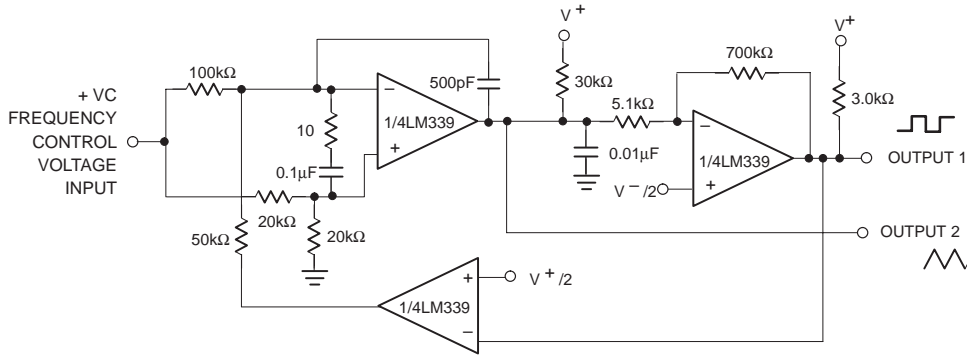 + VC
FREQUENCY
CONTROL
VOLTAGE
INPUT
100kΩ
10
0.1µF
20kΩ
20kΩ
50kΩ
500pF
−
1/4LM339
+
V+
30kΩ
5.1kΩ
0.01µF
700kΩ
−
1/4LM339
+
V−/2
V+
3.0kΩ
OUTPUT 1
OUTPUT 2
+
1/4LM339
−
V+/2